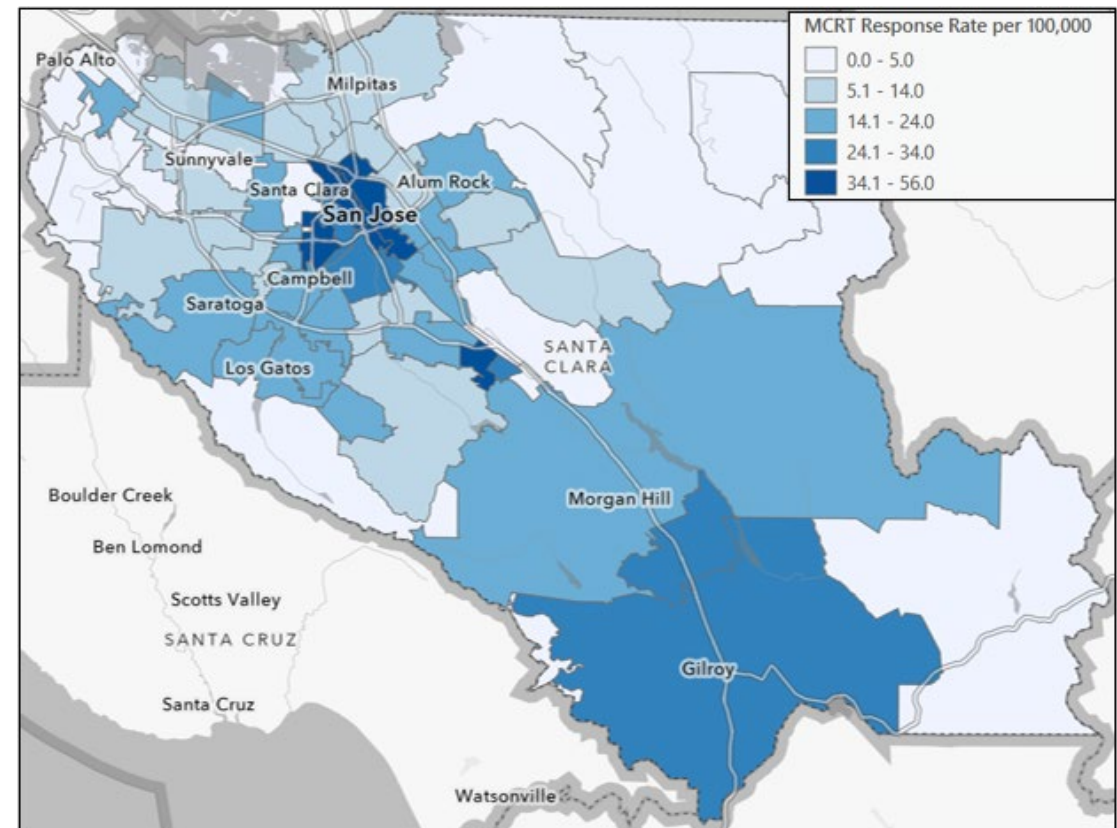 MCRT Response Rate per 100,000
0.0 - 5.0
5.1 - 14.0
14.1 - 24.0
24.1 - 34.0
34.1 - 56.0
Palo Alto
Milpitas
Sunnyvale
Santa Clara
Alum Rock
San Jose
Campbell
Saratoga
SANTA
CLARA
Los Gatos
Boulder Creek
Morgan Hill
Ben Lomond
Scotts Valley
SANTA CRUZ
Gilroy
Santa Cruz
Watsonville